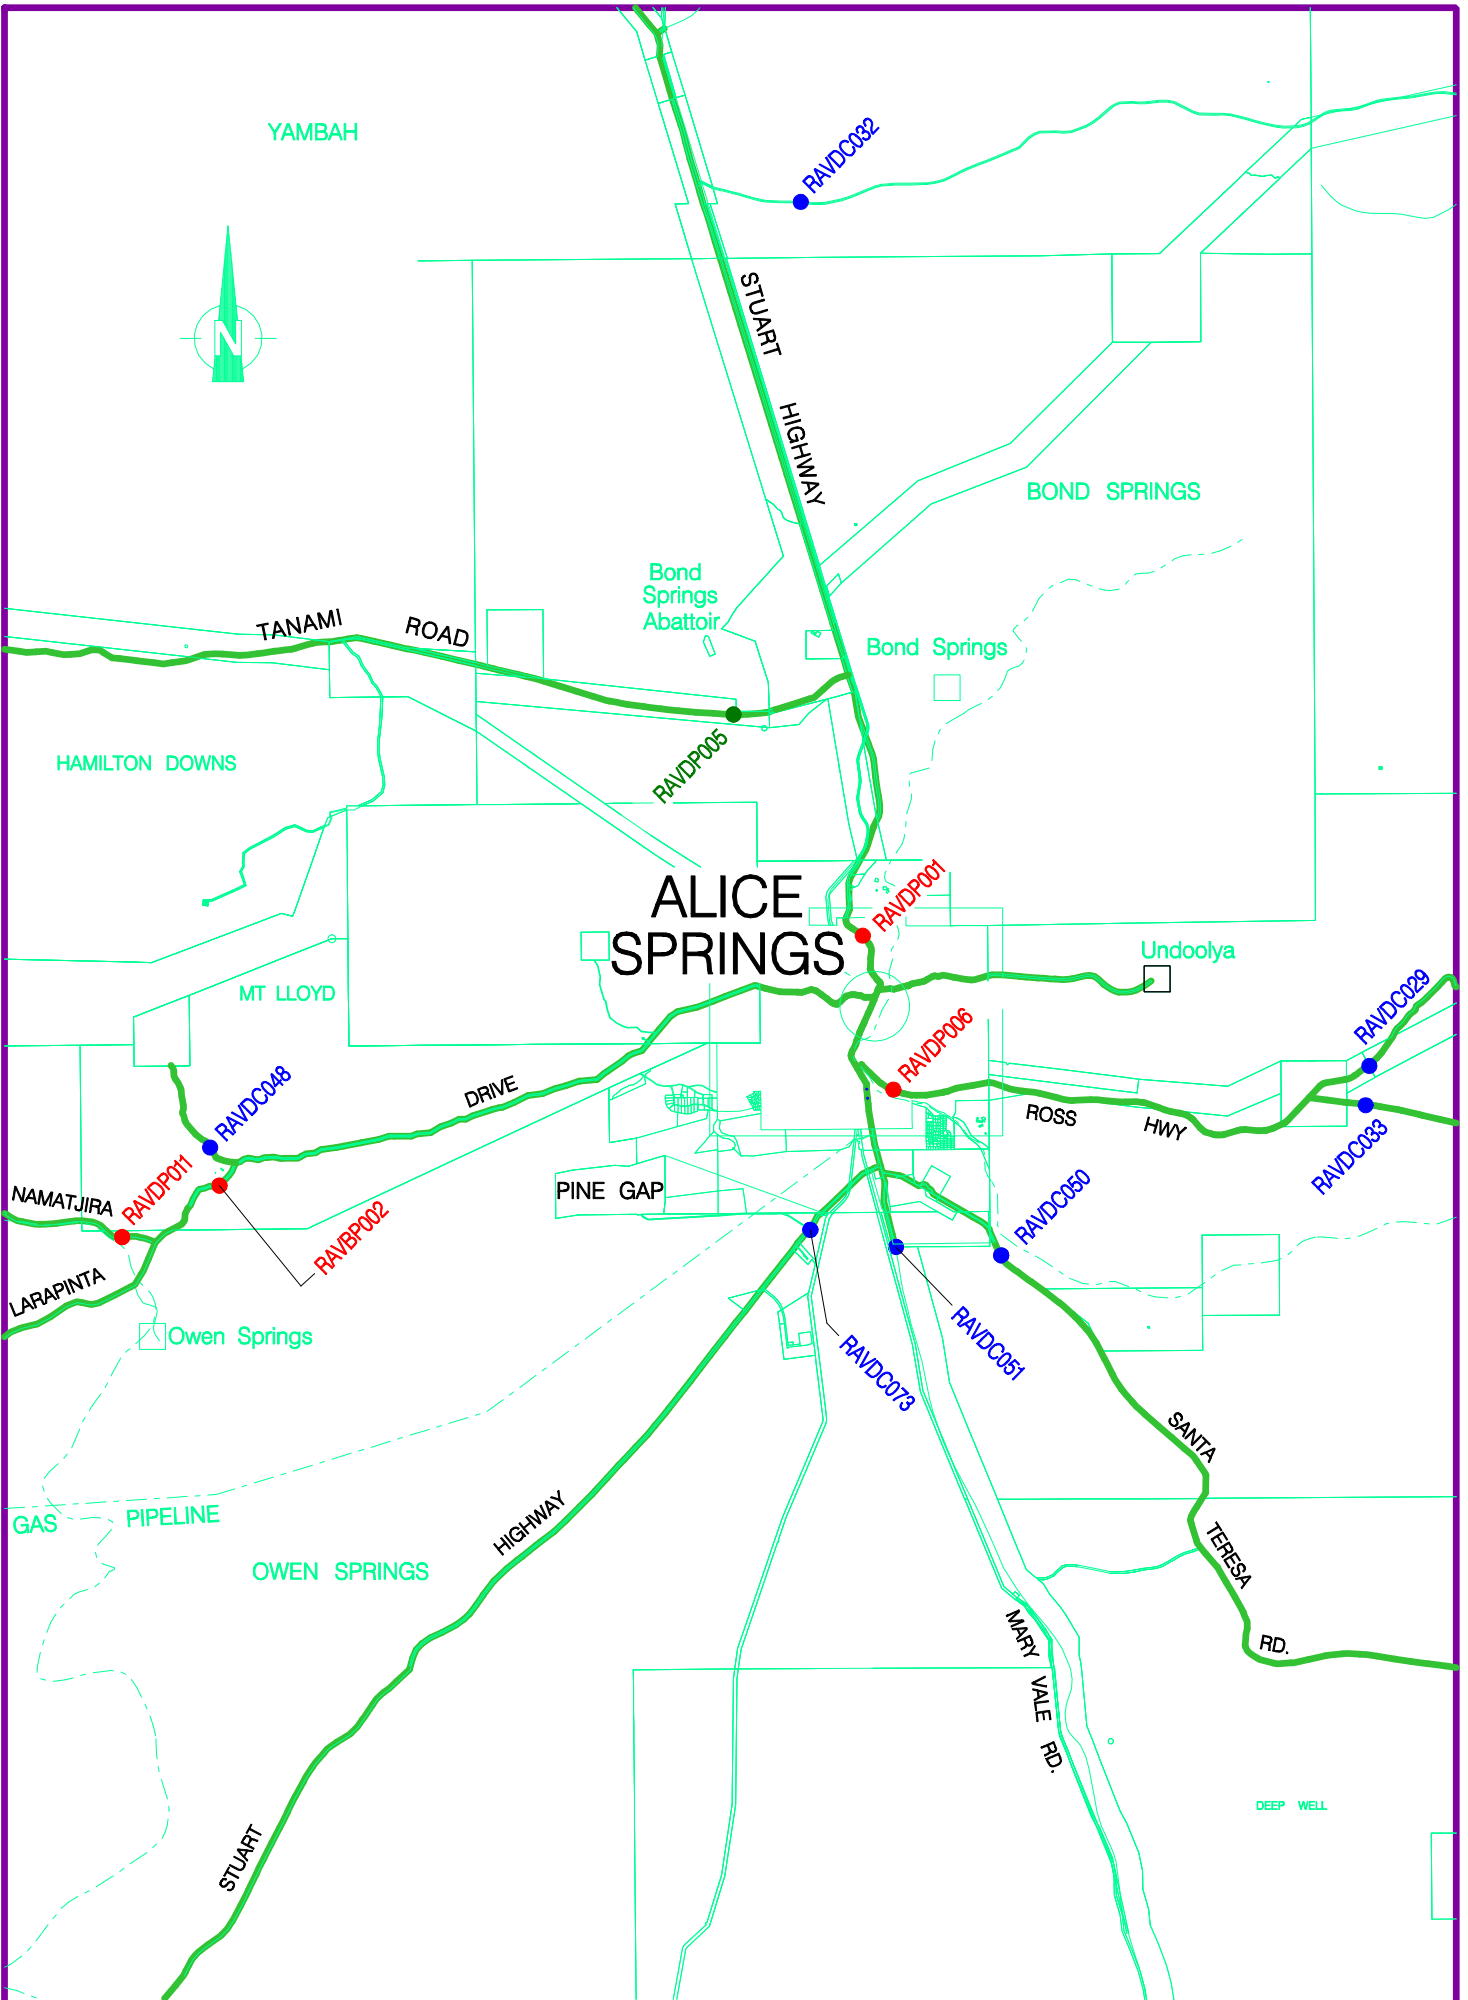 YAMBAH
RAVDC032
N
STUART
HIGHWAY
BOND SPRINGS
Bond
Springs
Abattoir
TANAMI
ROAD
Bond Springs
HAMILTON DOWNS
RAVDP005
ALICE
SPRINGS
RAVDP001
Undoolya
MT LLOYD
RAVDC029
RAVDP006
RAVDC048
DRIVE
ROSS
HWY
RAVDC033
RAVDP011
NAMATJIRA
PINE GAP
RAVBP002
RAVDC050
LARAPINTA
Owen Springs
RAVDC051
RAVDC073
SANTA
GAS PIPELINE
HIGHWAY
TERESA
OWEN SPRINGS
MARY
VALE
RD.
RD.
DEEP WELL
STUART